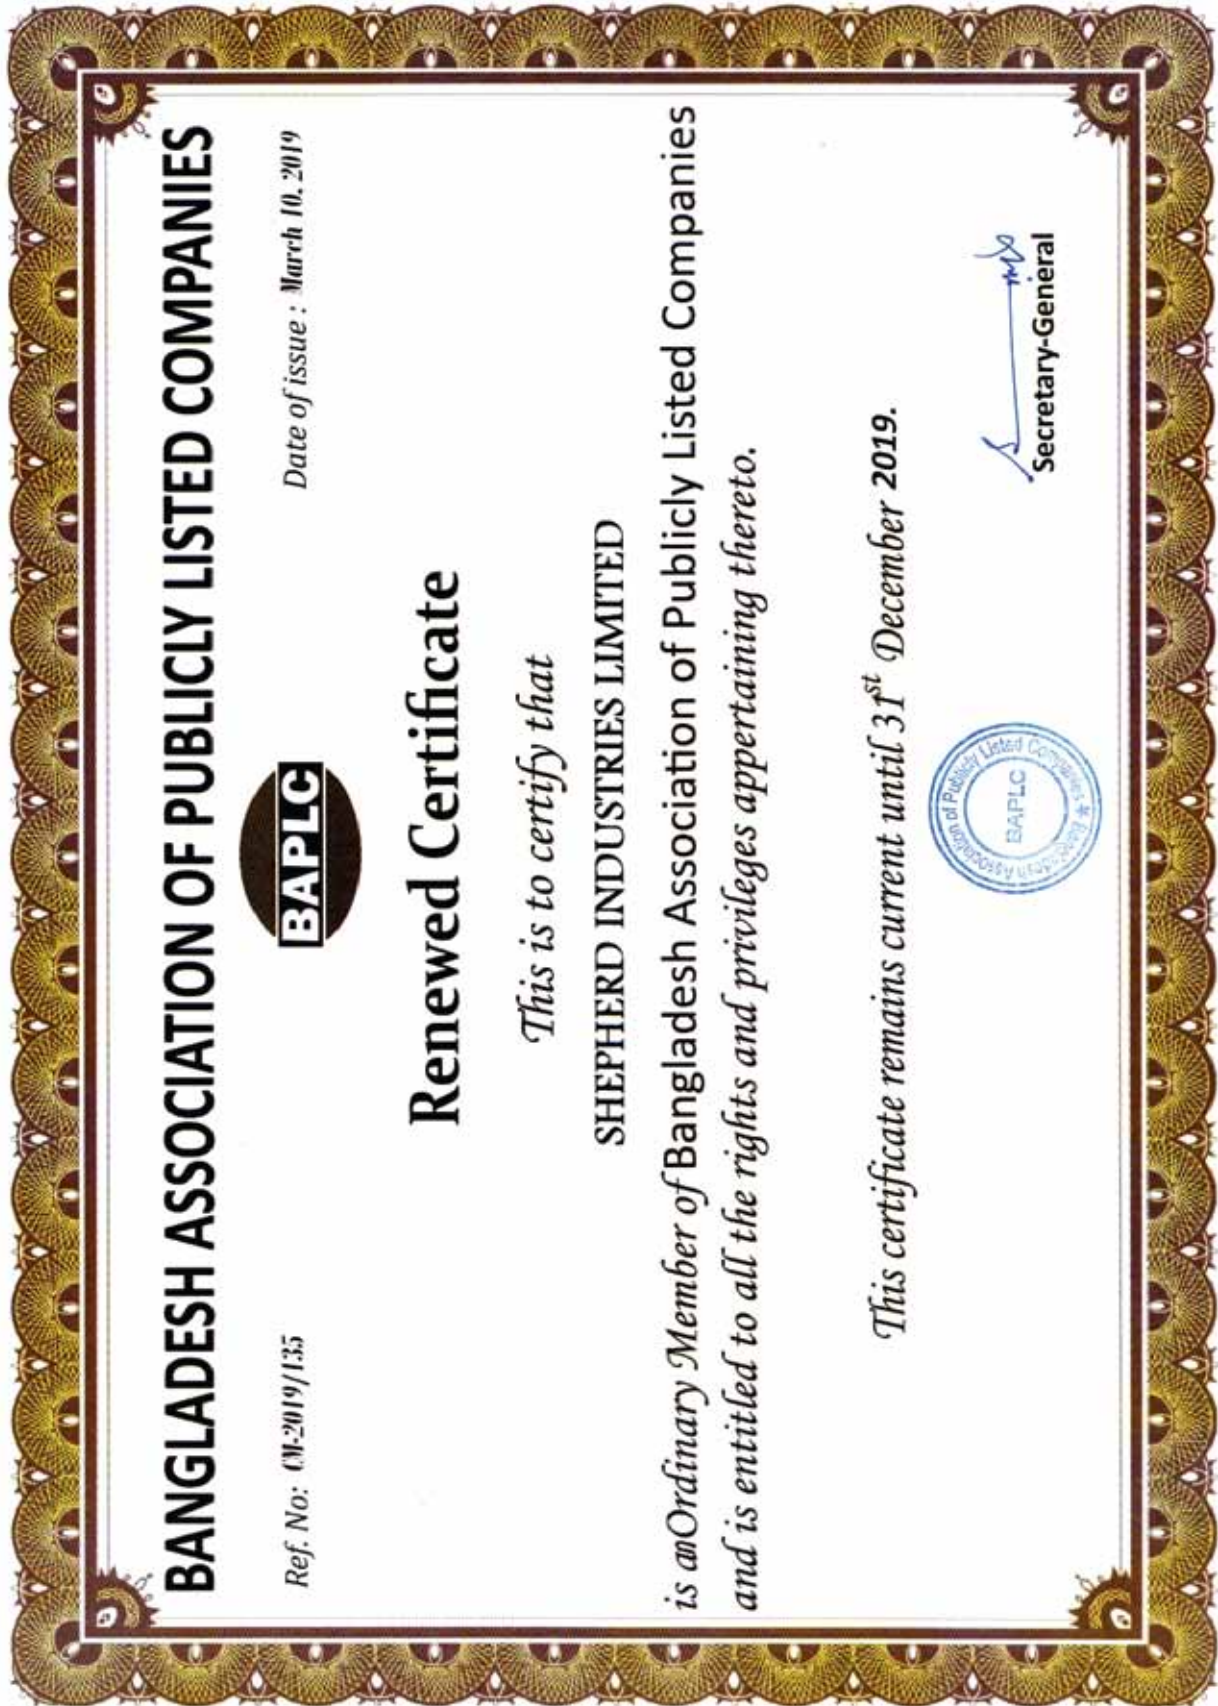 BANGLADESH ASSOCIATION OF PUBLICLY LISTED COMPANIES
Ref. No: CM-2019/135
BAPLC
Date of issue : March 10. 2019
Renewed Certificate
This is to certify that
SHEPHERD INDUSTRIES LIMITED
is an Ordinary Member of Bangladesh Association of Publicly Listed Companies
and is entitled to all the rights and privileges appertaining thereto.
This certificate remains current until 31st December 2019.
Bangladesh Association of Publicly Listed Companies *
BAPLC
Secretary-General